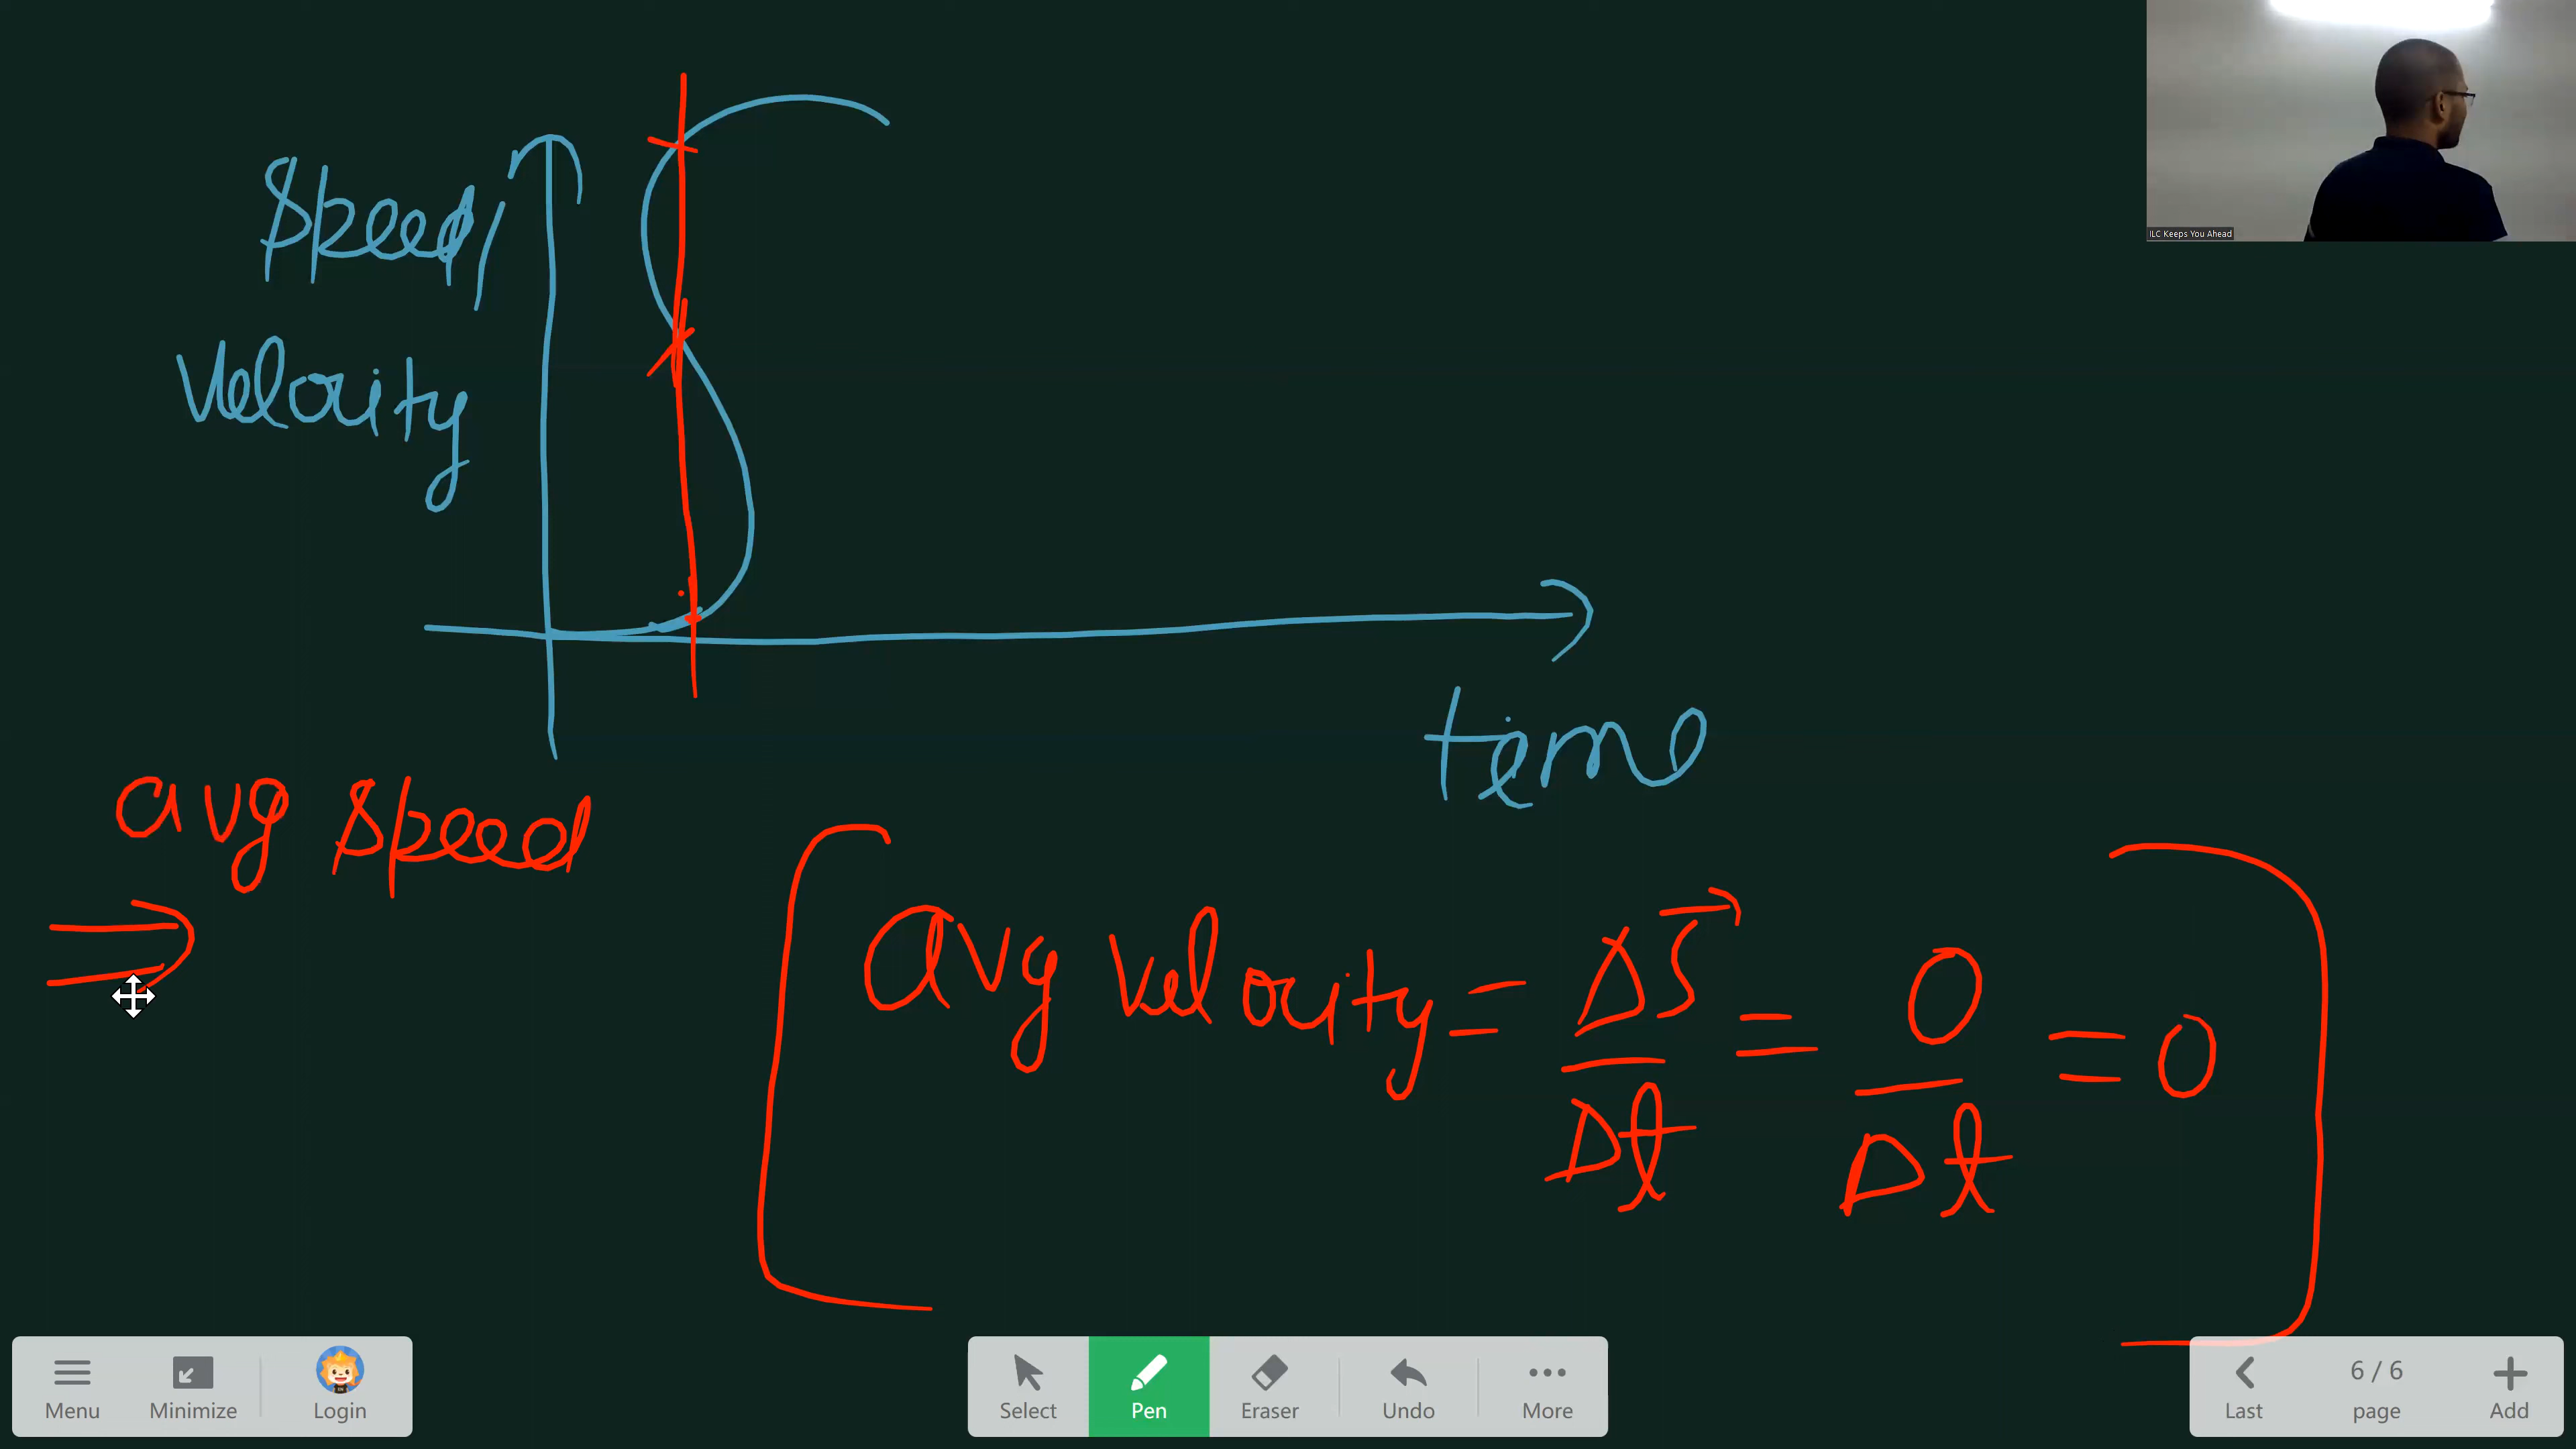 Speed,
Velocity
time
avg speed
⇒
avg velocity = ΔS⃗/Δt = 0/Δt = 0
ILC Keeps You Ahead
Menu
Minimize
Login
Select
Pen
Eraser
Undo
More
Last
6 / 6
page
Add